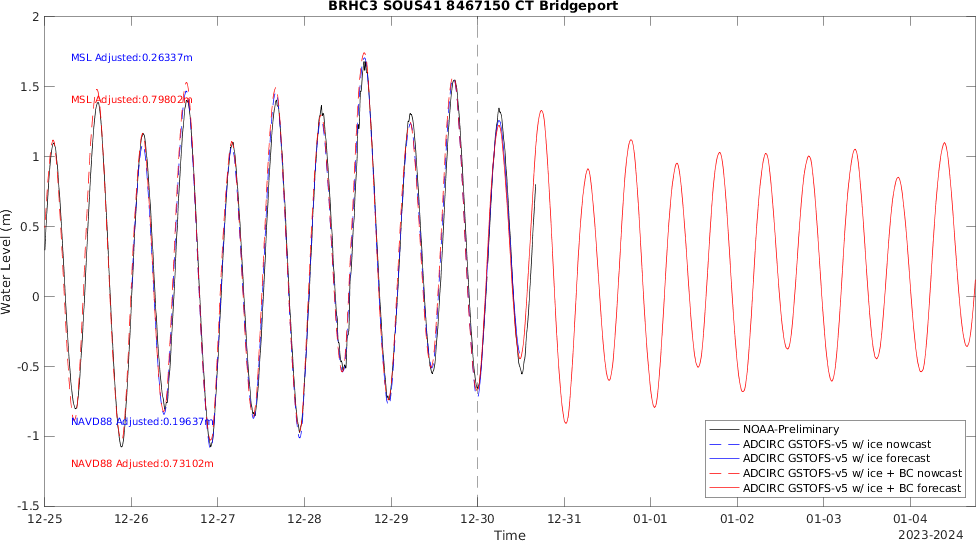 BRHC3 SOUS41 8467150 CT Bridgeport
2
1.5
1
0.5
0
-0.5
-1
-1.5
Water Level (m)
MSL Adjusted:0.26337m
MSL Adjusted:0.79802m
NAVD88 Adjusted:0.19637m
NAVD88 Adjusted:0.73102m
NOAA-Preliminary
ADCIRC GSTOFS-v5 w/ ice nowcast
ADCIRC GSTOFS-v5 w/ ice forecast
ADCIRC GSTOFS-v5 w/ ice + BC nowcast
ADCIRC GSTOFS-v5 w/ ice + BC forecast
12-25 12-26 12-27 12-28 12-29 12-30 12-31 01-01 01-02 01-03 01-04
Time
2023-2024